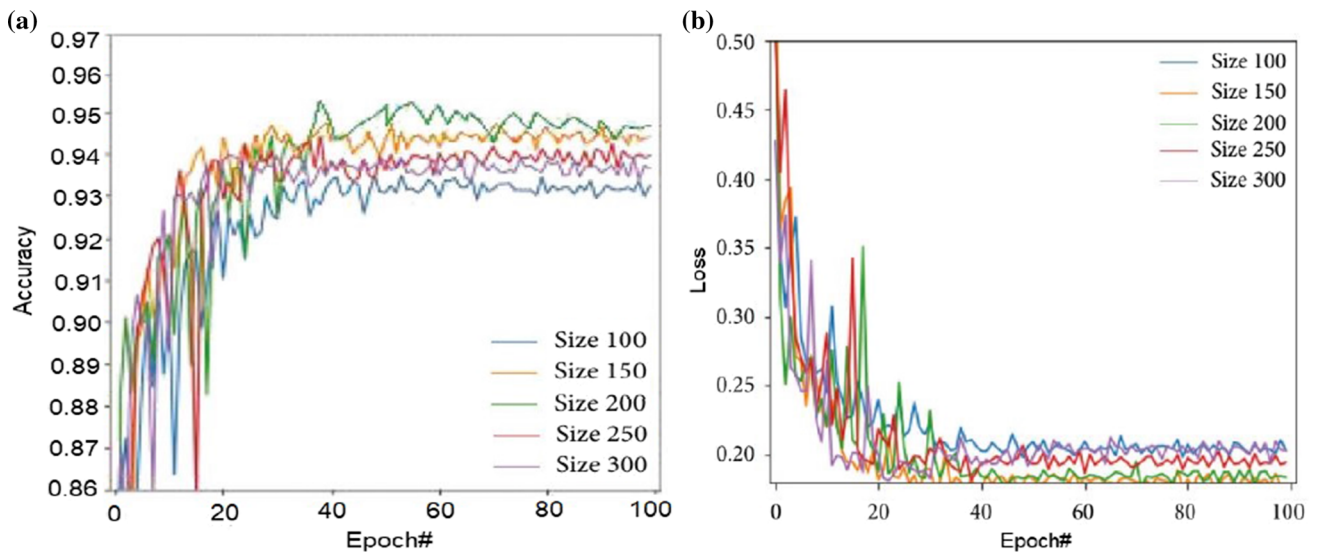 (a)
0.97
0.96
0.95
0.94
0.93
0.92
0.91
0.90
0.89
0.88
0.87
0.86
Accuracy
Size 100
Size 150
Size 200
Size 250
Size 300
0 20 40 60 80 100
Epoch#
(b)
0.50
0.45
0.40
0.35
0.30
0.25
0.20
Loss
Size 100
Size 150
Size 200
Size 250
Size 300
0 20 40 60 80 100
Epoch#